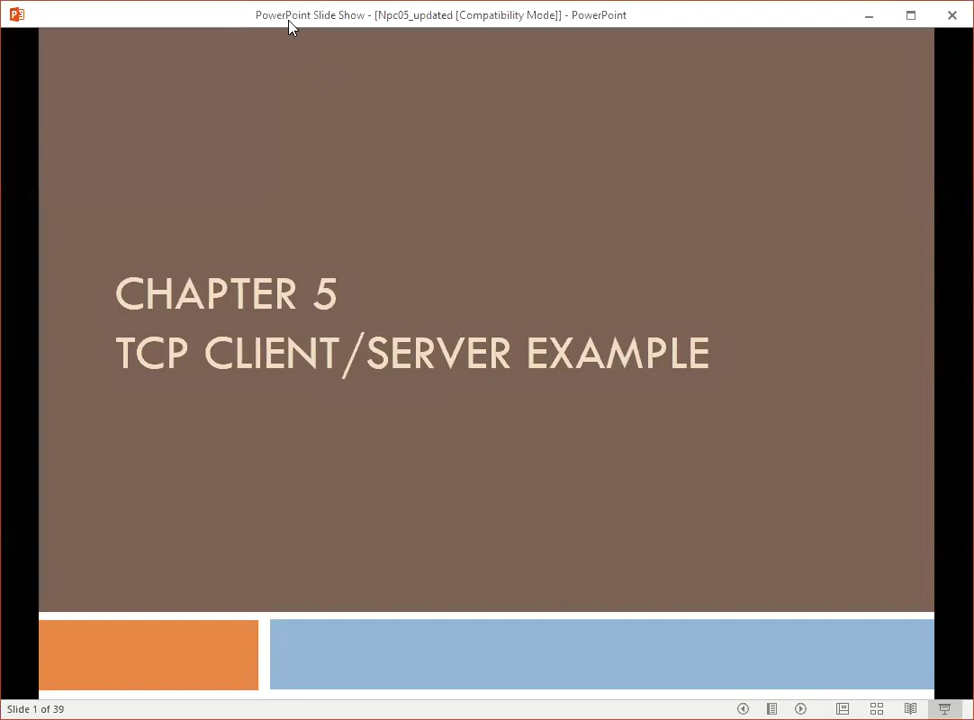 PowerPoint Slide Show - [Npc05_updated [Compatibility Mode]] - PowerPoint
CHAPTER 5
TCP CLIENT/SERVER EXAMPLE
Slide 1 of 39